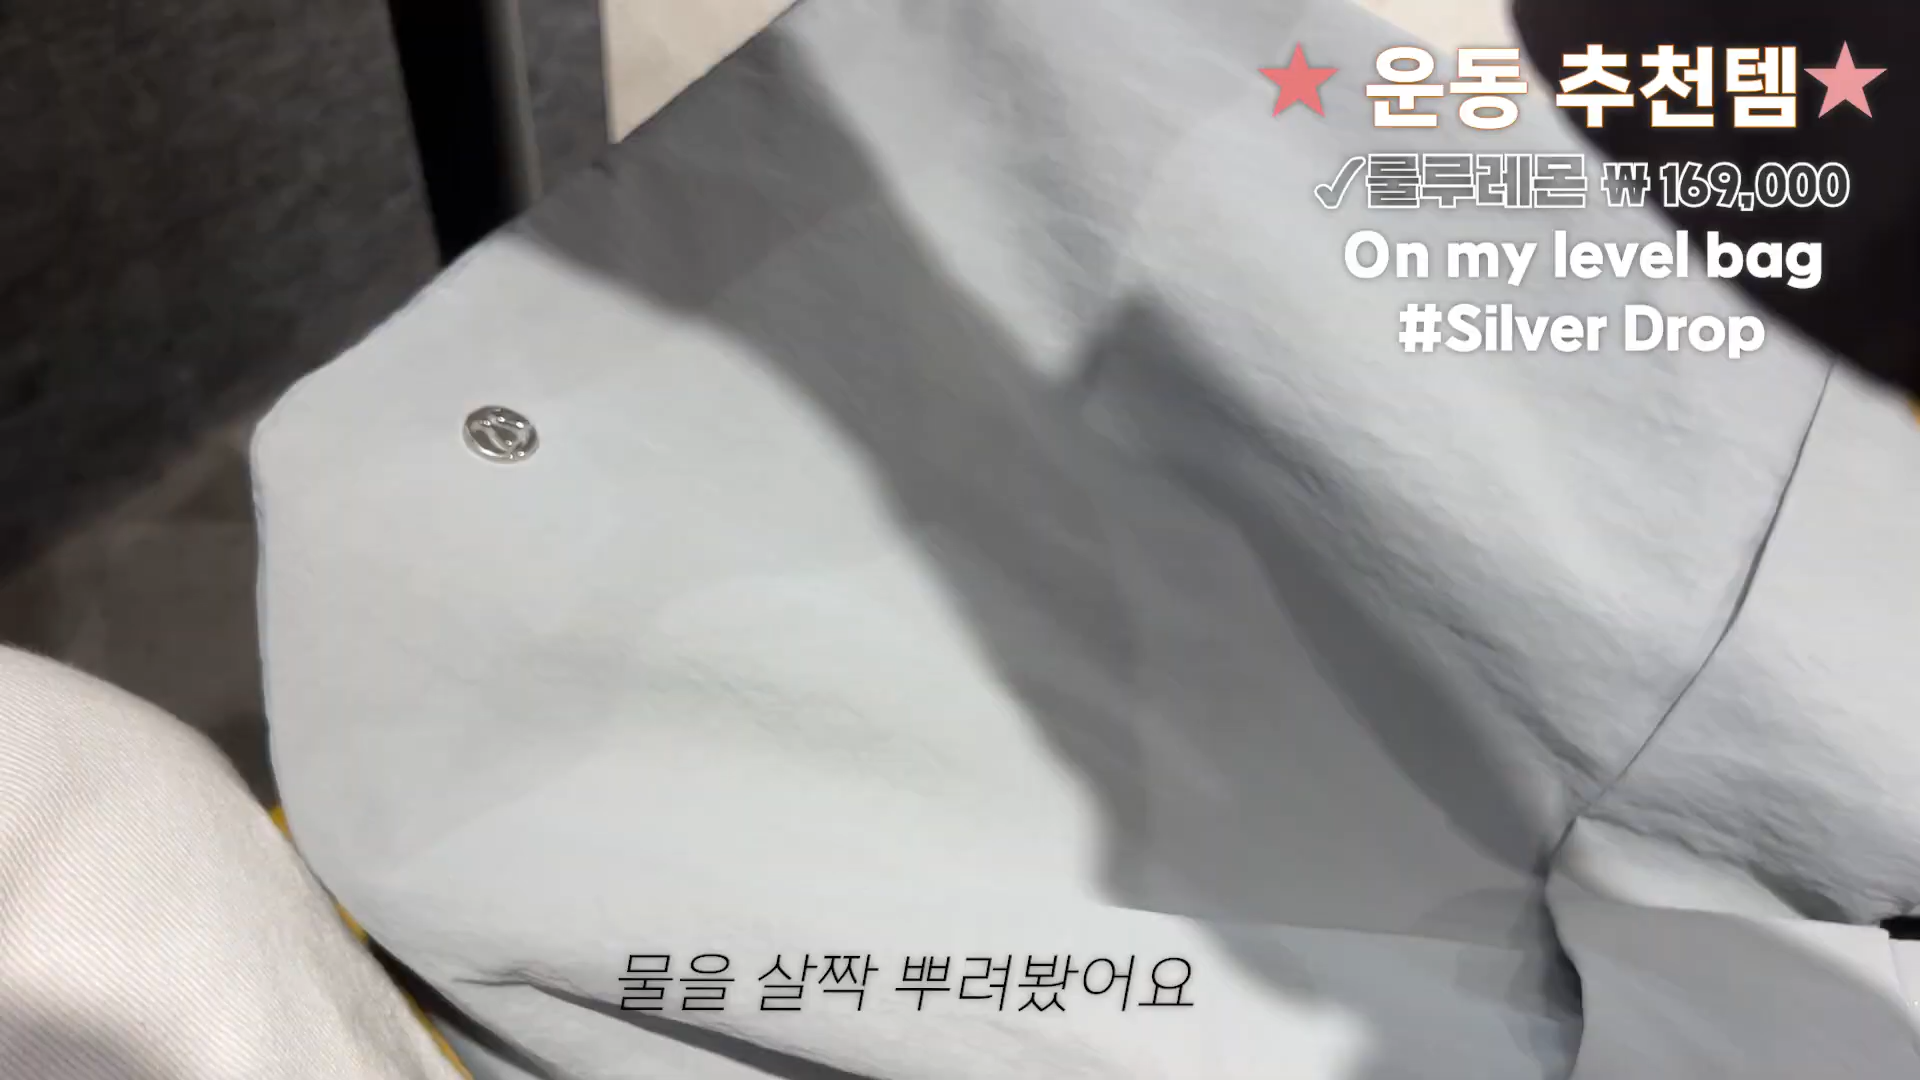 ★ 운동 추천템★
✓룰루레몬 ₩ 169,000
On my level bag
#Silver Drop
물을 살짝 뿌려봤어요